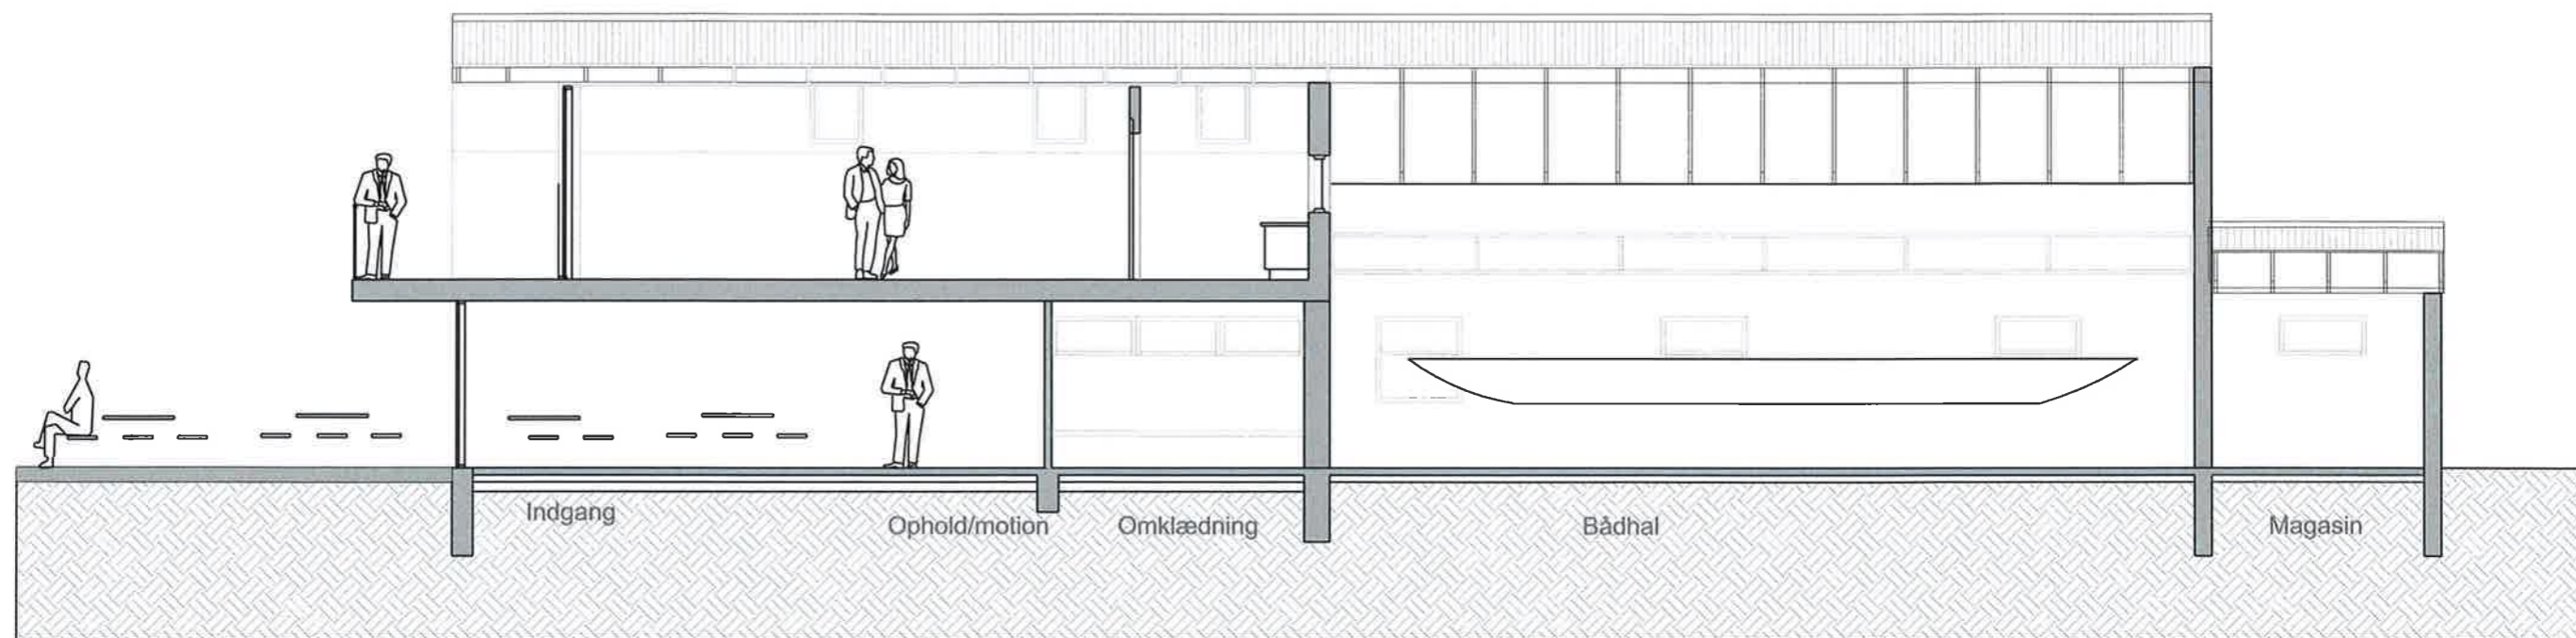 Indgang
Ophold/motion
Omklædning
Bådhal
Magasin